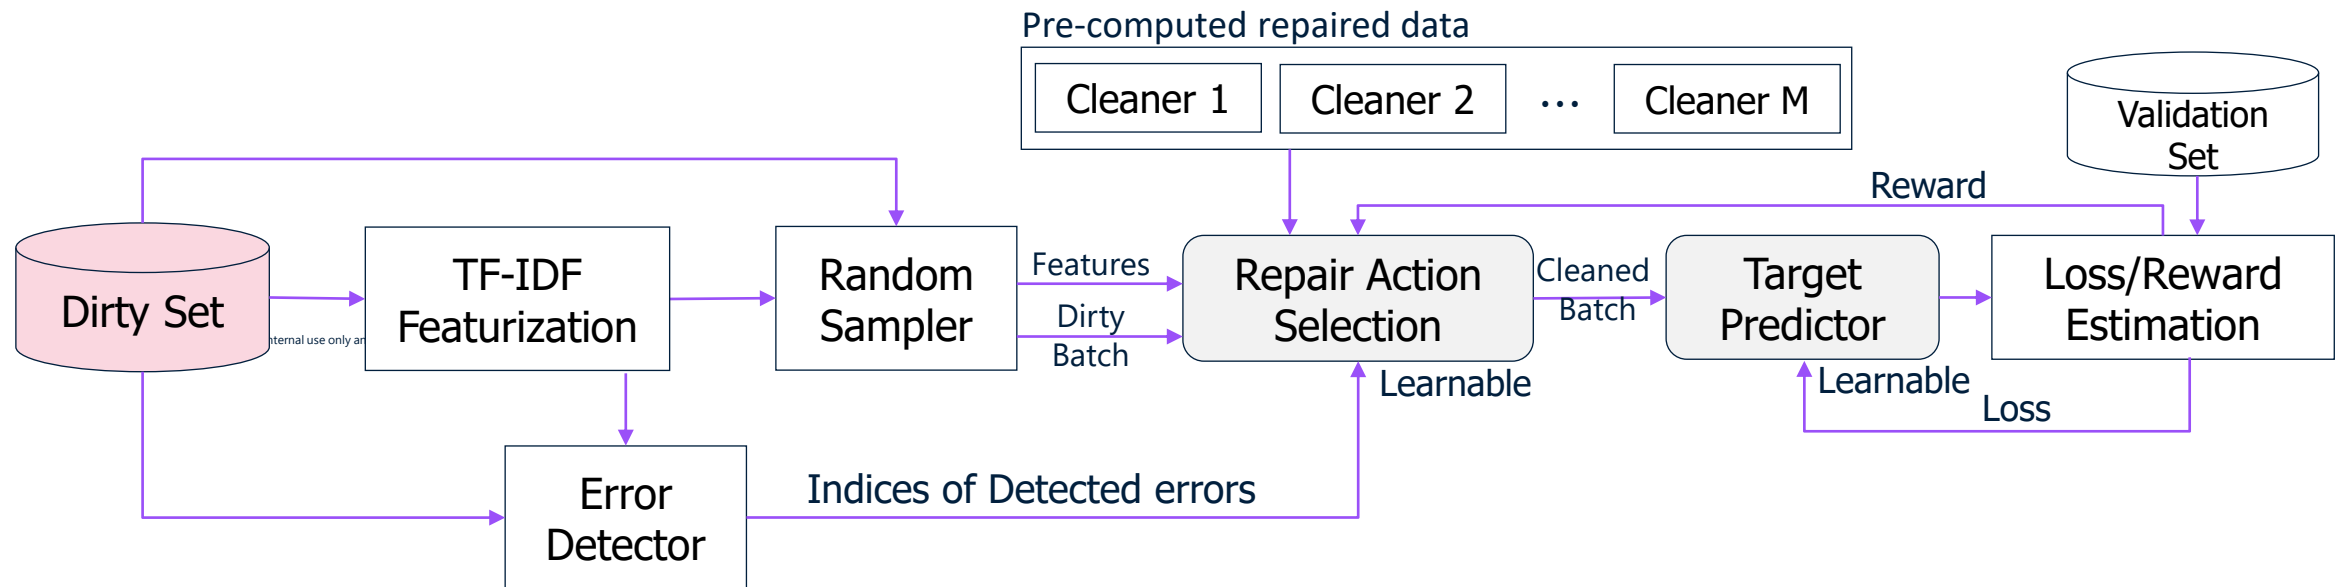 Pre-computed repaired data
Cleaner 1
Cleaner 2
...
Cleaner M
Validation
Set
Reward
Dirty Set
TF-IDF
Featurization
Random
Sampler
Features
Dirty
Batch
Repair Action
Selection
Learnable
Cleaned
Batch
Target
Predictor
Learnable
Loss/Reward
Estimation
Loss
use only
Error
Detector
Indices of Detected errors